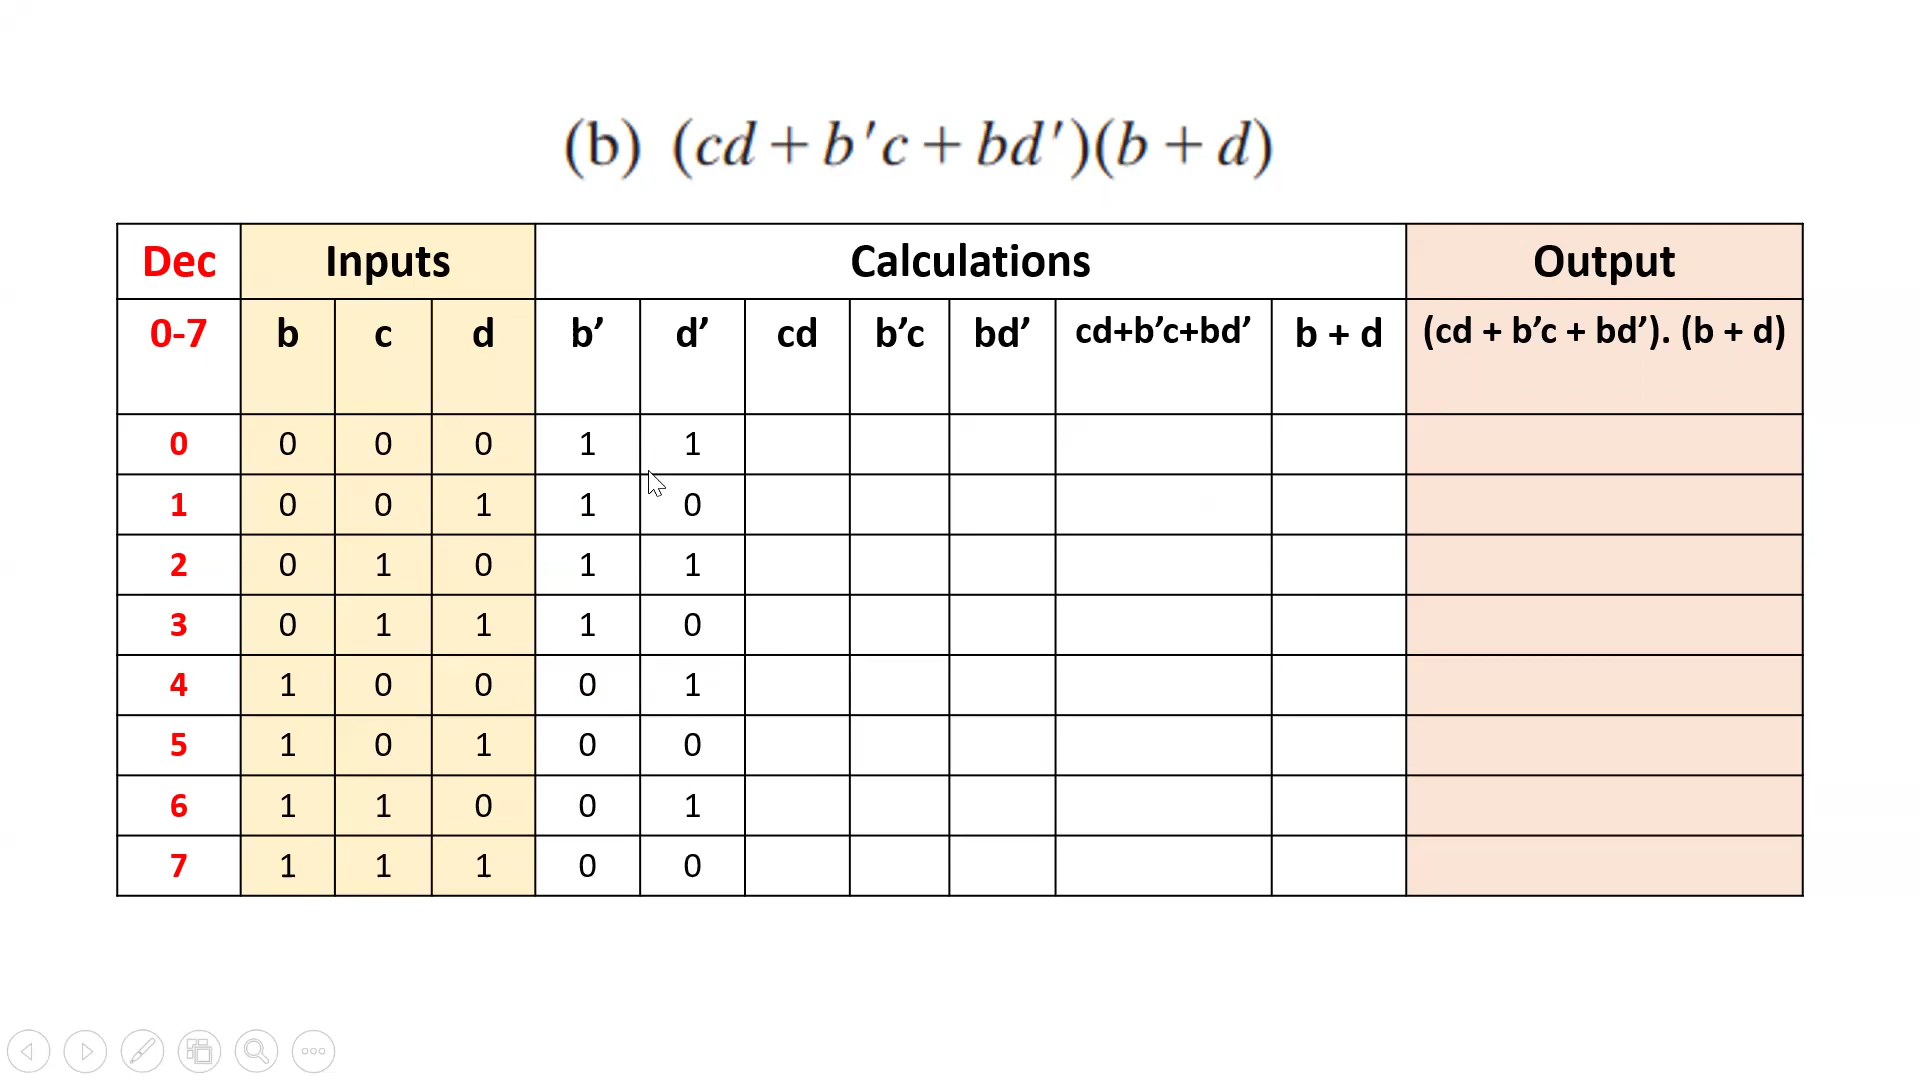 (b) (cd + b′c + bd′)(b + d)
Dec Inputs Calculations Output
0-7 b c d b’ d’ cd b’c bd’ cd+b’c+bd’ b + d (cd + b’c + bd’). (b + d)
0 0 0 0 1 1
1 0 0 1 1 0
2 0 1 0 1 1
3 0 1 1 1 0
4 1 0 0 0 1
5 1 0 1 0 0
6 1 1 0 0 1
7 1 1 1 0 0